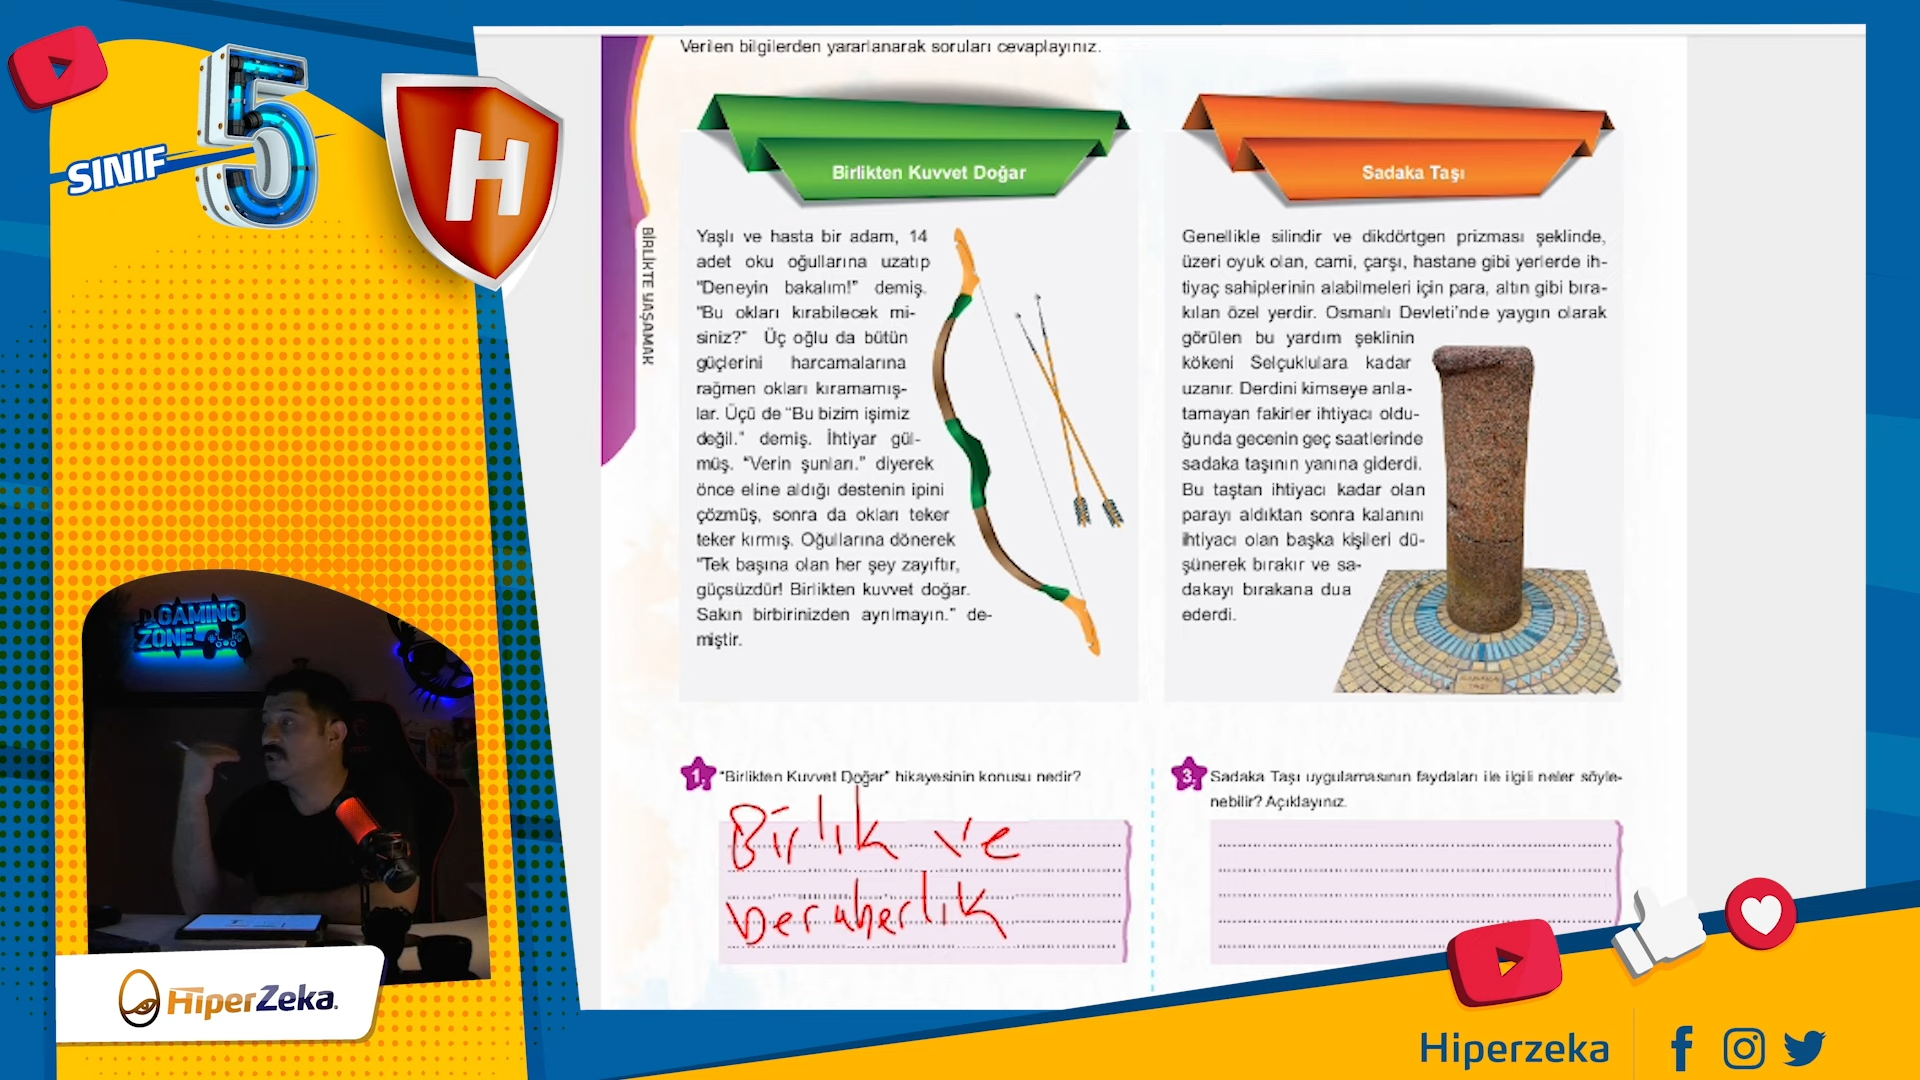 SINIF
5
H
Verilen bilgilerden yararlanarak soruları cevaplayınız.
BİRLİKTE YAŞAMAK
Birlikten Kuvvet Doğar
Yaşlı ve hasta bir adam, 14
adet oku oğullarına uzatıp
“Deneyin bakalım!” demiş.
“Bu okları kırabilecek mi-
siniz?” Üç oğlu da bütün
güçlerini harcamalarına
rağmen okları kıramamış-
lar. Üçü de “Bu bizim işimiz
değil.” demiş. İhtiyar gül-
müş. “Verin şunları.” diyerek
önce eline aldığı destenin ipini
çözmüş, sonra da okları teker
teker kırmış. Oğullarına dönerek
“Tek başına olan her şey zayıftır,
güçsüzdür! Birlikten kuvvet doğar.
Sakın birbirinizden ayrılmayın.” de-
miştir.
Sadaka Taşı
Genellikle silindir ve dikdörtgen prizması şeklinde,
üzeri oyuk olan, cami, çarşı, hastane gibi yerlerde ih-
tiyaç sahiplerinin alabilmeleri için para, altın gibi bıra-
kılan özel yerdir. Osmanlı Devleti’nde yaygın olarak
görülen bu yardım şeklinin
kökeni Selçuklulara kadar
uzanır. Derdini kimseye anla-
tamayan fakirler ihtiyacı oldu-
ğunda gecenin geç saatlerinde
sadaka taşının yanına giderdi.
Bu taştan ihtiyacı kadar olan
parayı aldıktan sonra kalanını
ihtiyacı olan başka kişileri dü-
şünerek bırakır ve sa-
dakayı bırakana dua
ederdi.
1. “Birlikten Kuvvet Doğar” hikayesinin konusu nedir?
Birlik ve
beraberlik
3. Sadaka Taşı uygulamasının faydaları ile ilgili neler söyle-
nebilir? Açıklayınız.
GAMING
ZONE
HiperZeka.
Hiperzeka